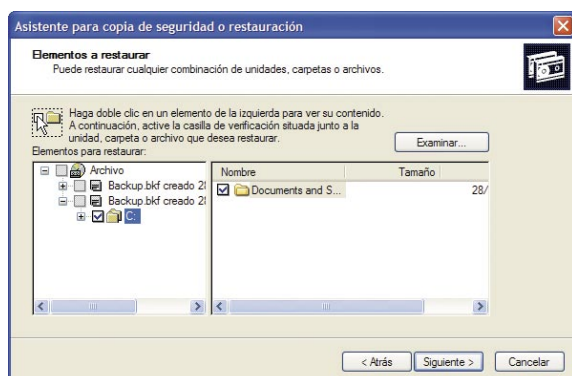 Asistente para copia de seguridad o restauración
Elementos a restaurar
Puede restaurar cualquier combinación de unidades, carpetas o archivos.
Haga doble clic en un elemento de la izquierda para ver su contenido.
A continuación, active la casilla de verificación situada junto a la
unidad, carpeta o archivo que desea restaurar.
Examinar...
Elementos para restaurar:
Archivo
Backup.bkf creado 2
Backup.bkf creado 2
C:
Nombre Tamaño
Documents and S... 28/
< Atrás Siguiente > Cancelar